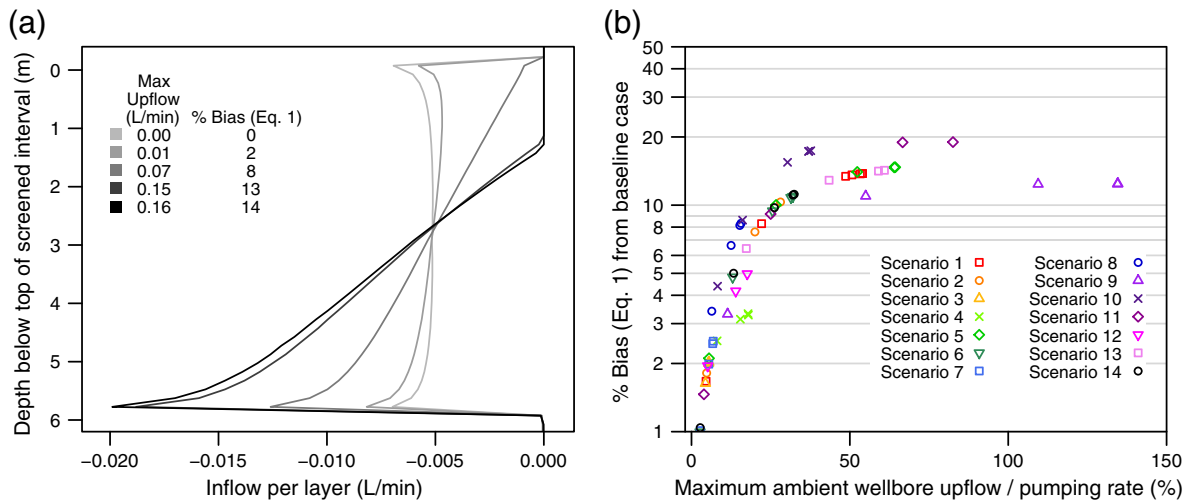 (a)
Depth below top of screened interval (m)
0
1
2
3
4
5
6
Max
Upflow
(L/min) % Bias (Eq. 1)
0.00 0
0.01 2
0.07 8
0.15 13
0.16 14
−0.020 −0.015 −0.010 −0.005 0.000
Inflow per layer (L/min)
(b)
% Bias (Eq. 1) from baseline case
50
40
30
20
10
8
6
5
4
3
2
1
Scenario 1
Scenario 2
Scenario 3
Scenario 4
Scenario 5
Scenario 6
Scenario 7
Scenario 8
Scenario 9
Scenario 10
Scenario 11
Scenario 12
Scenario 13
Scenario 14
0 50 100 150
Maximum ambient wellbore upflow / pumping rate (%)